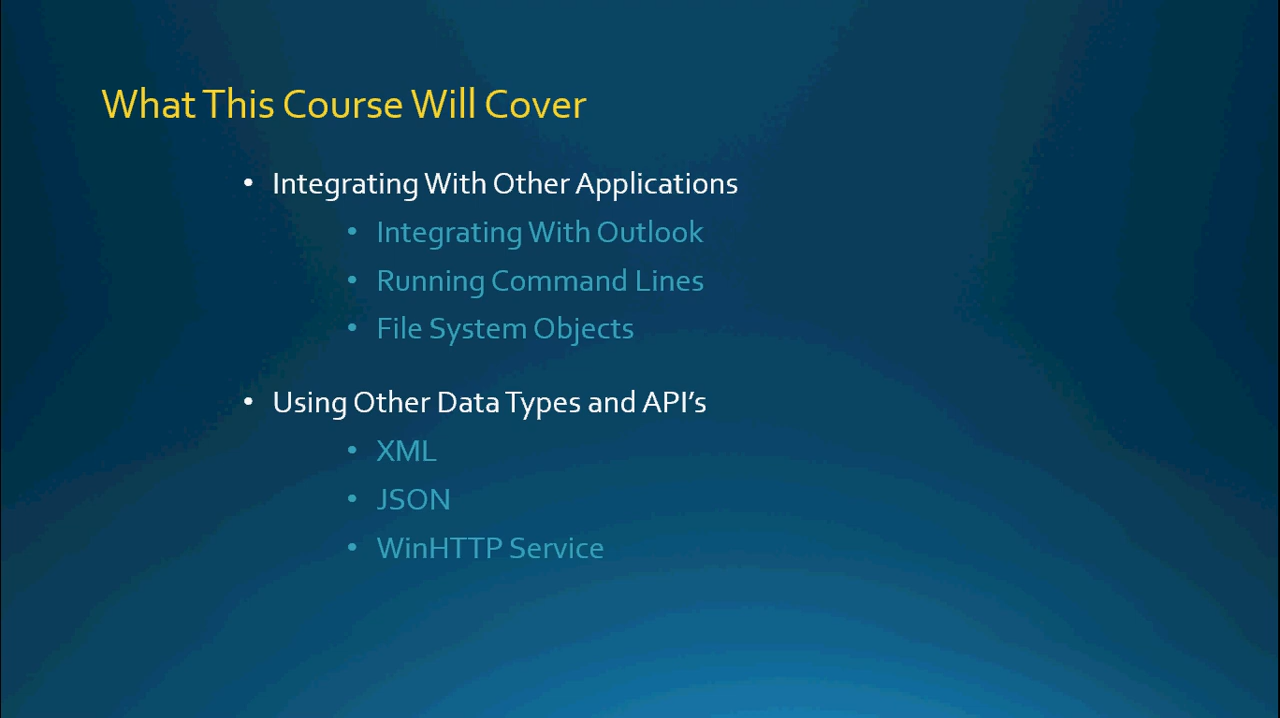 What This Course Will Cover
• Integrating With Other Applications
• Integrating With Outlook
• Running Command Lines
• File System Objects
• Using Other Data Types and API’s
• XML
• JSON
• WinHTTP Service